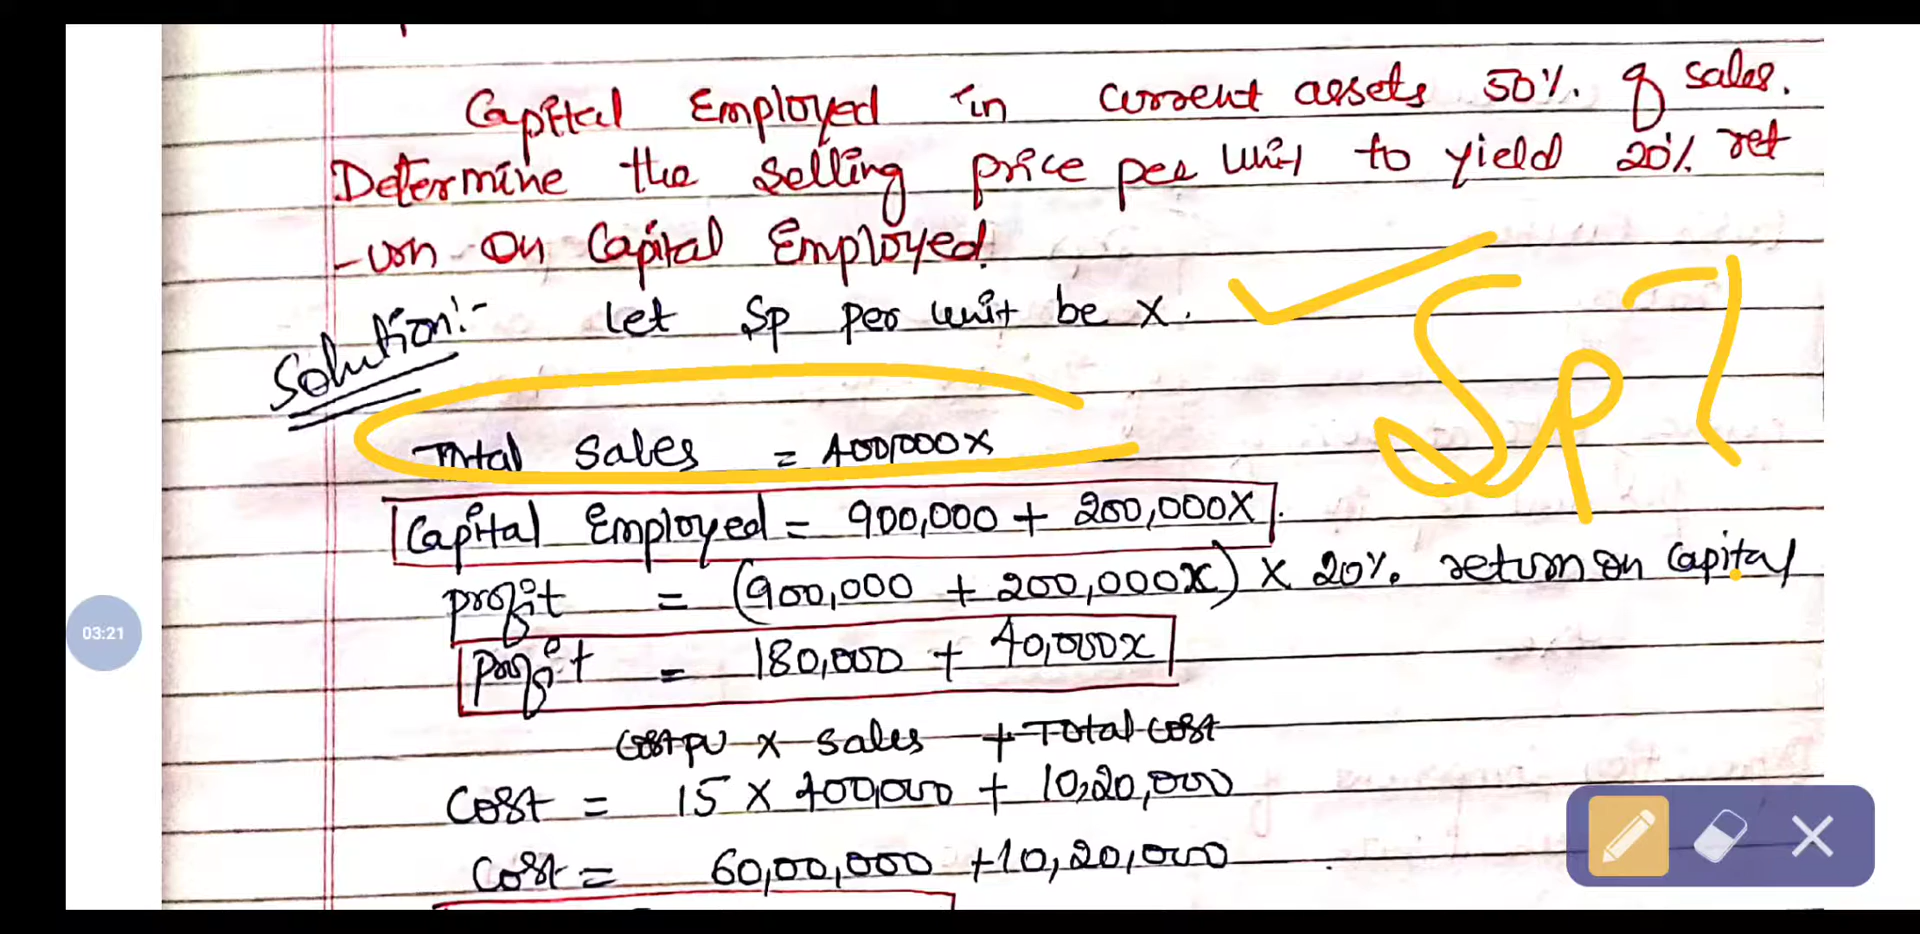 Capital Employed in current assets 50% of sales.
Determine the selling price per unit to yield 20% ret
-urn on Capital Employed.
Solution:- Let Sp per unit be x.
Sp ?
Total Sales = 400,000x
Capital Employed = 900,000 + 200,000x.
profit = (900,000 + 200,000x) x 20% return on Capital
profit = 180,000 + 40,000x
Cost pu x sales + Total cost
Cost = 15 x 400,000 + 10,20,000
03:21
Cost = 60,00,000 + 10,20,000